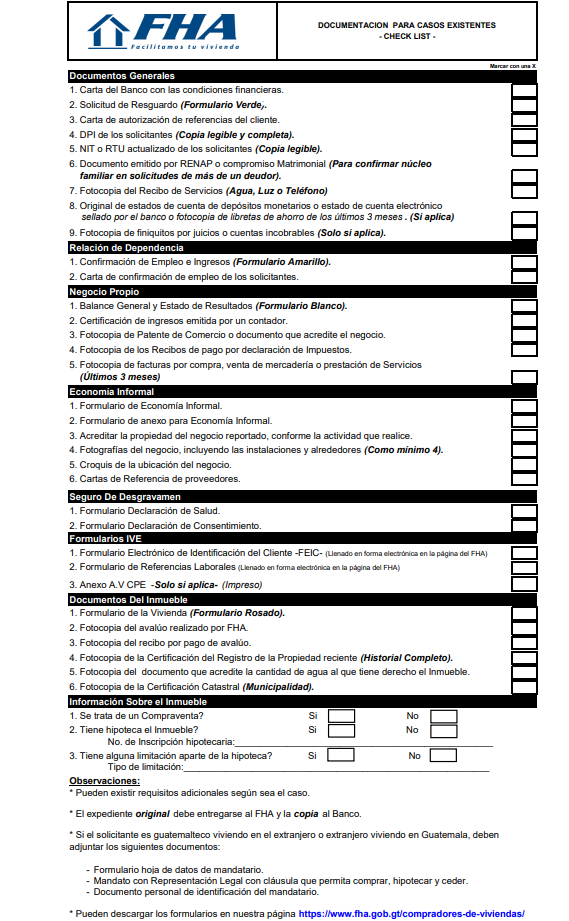 FHA
Facilitamos tu vivienda
DOCUMENTACION PARA CASOS EXISTENTES
- CHECK LIST -
Marcar con una X
Documentos Generales
1. Carta del Banco con las condiciones financieras.
2. Solicitud de Resguardo (Formulario Verde).
3. Carta de autorización de referencias del cliente.
4. DPI de los solicitantes (Copia legible y completa).
5. NIT o RTU actualizado de los solicitantes (Copia legible).
6. Documento emitido por RENAP o compromiso Matrimonial (Para confirmar núcleo
familiar en solicitudes de más de un deudor).
7. Fotocopia del Recibo de Servicios (Agua, Luz o Teléfono)
8. Original de estados de cuenta de depósitos monetarios o estado de cuenta electrónico
sellado por el banco o fotocopia de libretas de ahorro de los últimos 3 meses . (Si aplica)
9. Fotocopia de finiquitos por juicios o cuentas incobrables (Solo si aplica).
Relación de Dependencia
1. Confirmación de Empleo e Ingresos (Formulario Amarillo).
2. Carta de confirmación de empleo de los solicitantes.
Negocio Propio
1. Balance General y Estado de Resultados (Formulario Blanco).
2. Certificación de ingresos emitida por un contador.
3. Fotocopia de Patente de Comercio o documento que acredite el negocio.
4. Fotocopia de los Recibos de pago por declaración de Impuestos.
5. Fotocopia de facturas por compra, venta de mercadería o prestación de Servicios
(Últimos 3 meses)
Economía Informal
1. Formulario de Economía Informal.
2. Formulario de anexo para Economía Informal.
3. Acreditar la propiedad del negocio reportado, conforme la actividad que realice.
4. Fotografías del negocio, incluyendo las instalaciones y alrededores (Como mínimo 4).
5. Croquis de la ubicación del negocio.
6. Cartas de Referencia de proveedores.
Seguro De Desgravamen
1. Formulario Declaración de Salud.
2. Formulario Declaración de Consentimiento.
Formularios IVE
1. Formulario Electrónico de Identificación del Cliente -FEIC- (Llenado en forma electrónica en la página del FHA)
2. Formulario de Referencias Laborales (Llenado en forma electrónica en la página del FHA)
3. Anexo A.V CPE -Solo si aplica- (Impreso)
Documentos Del Inmueble
1. Formulario de la Vivienda (Formulario Rosado).
2. Fotocopia del avalúo realizado por FHA.
3. Fotocopia del recibo por pago de avalúo.
4. Fotocopia de la Certificación del Registro de la Propiedad reciente (Historial Completo).
5. Fotocopia del documento que acredite la cantidad de agua al que tiene derecho el Inmueble.
6. Fotocopia de la Certificación Catastral (Municipalidad).
Información Sobre el Inmueble
1. Se trata de un Compraventa? Si No
2. Tiene hipoteca el Inmueble? Si No
No. de Inscripción hipotecaria:
3. Tiene alguna limitación aparte de la hipoteca? Si No
Tipo de limitación:
Observaciones:
* Pueden existir requisitos adicionales según sea el caso.
* El expediente original debe entregarse al FHA y la copia al Banco.
* Si el solicitante es guatemalteco viviendo en el extranjero o extranjero viviendo en Guatemala, deben
adjuntar los siguientes documentos:
- Formulario hoja de datos de mandatario.
- Mandato con Representación Legal con cláusula que permita comprar, hipotecar y ceder.
- Documento personal de identificación del mandatario.
* Pueden descargar los formularios en nuestra página https://www.fha.gob.gt/compradores-de-viviendas/